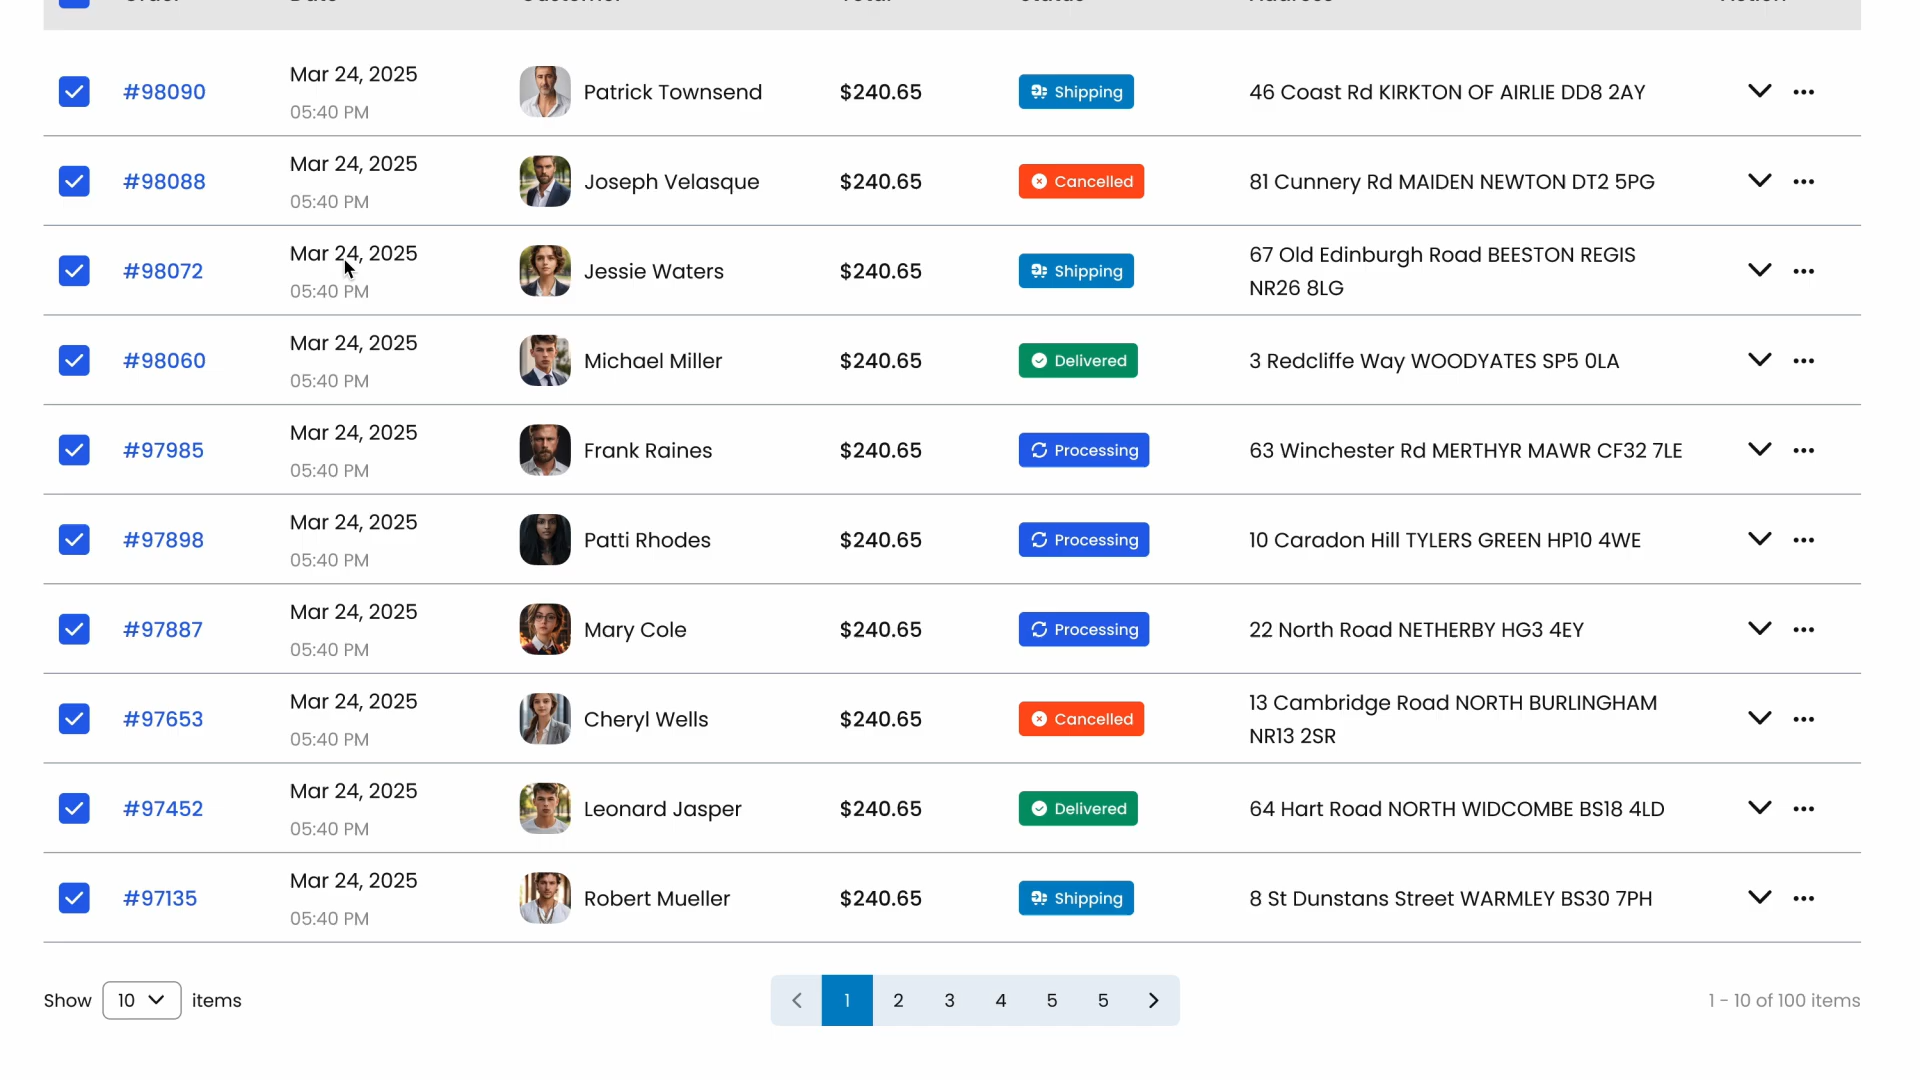 #98090 Mar 24, 2025 Patrick Townsend $240.65 Shipping 46 Coast Rd KIRKTON OF AIRLIE DD8 2AY
05:40 PM
#98088 Mar 24, 2025 Joseph Velasque $240.65 Cancelled 81 Cunnery Rd MAIDEN NEWTON DT2 5PG
05:40 PM
#98072 Mar 24, 2025 Jessie Waters $240.65 Shipping 67 Old Edinburgh Road BEESTON REGIS
05:40 PM NR26 8LG
#98060 Mar 24, 2025 Michael Miller $240.65 Delivered 3 Redcliffe Way WOODYATES SP5 0LA
05:40 PM
#97985 Mar 24, 2025 Frank Raines $240.65 Processing 63 Winchester Rd MERTHYR MAWR CF32 7LE
05:40 PM
#97898 Mar 24, 2025 Patti Rhodes $240.65 Processing 10 Caradon Hill TYLERS GREEN HP10 4WE
05:40 PM
#97887 Mar 24, 2025 Mary Cole $240.65 Processing 22 North Road NETHERBY HG3 4EY
05:40 PM
#97653 Mar 24, 2025 Cheryl Wells $240.65 Cancelled 13 Cambridge Road NORTH BURLINGHAM
05:40 PM NR13 2SR
#97452 Mar 24, 2025 Leonard Jasper $240.65 Delivered 64 Hart Road NORTH WIDCOMBE BS18 4LD
05:40 PM
#97135 Mar 24, 2025 Robert Mueller $240.65 Shipping 8 St Dunstans Street WARMLEY BS30 7PH
05:40 PM
Show 10 items 1 2 3 4 5 5 1 - 10 of 100 items